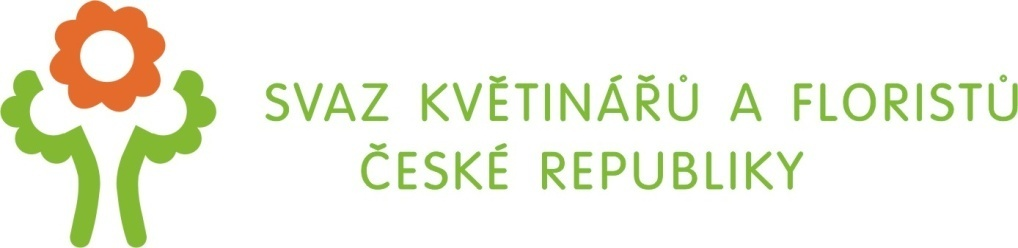 SVAZ KVĚTINÁŘŮ A FLORISTŮ
ČESKÉ REPUBLIKY